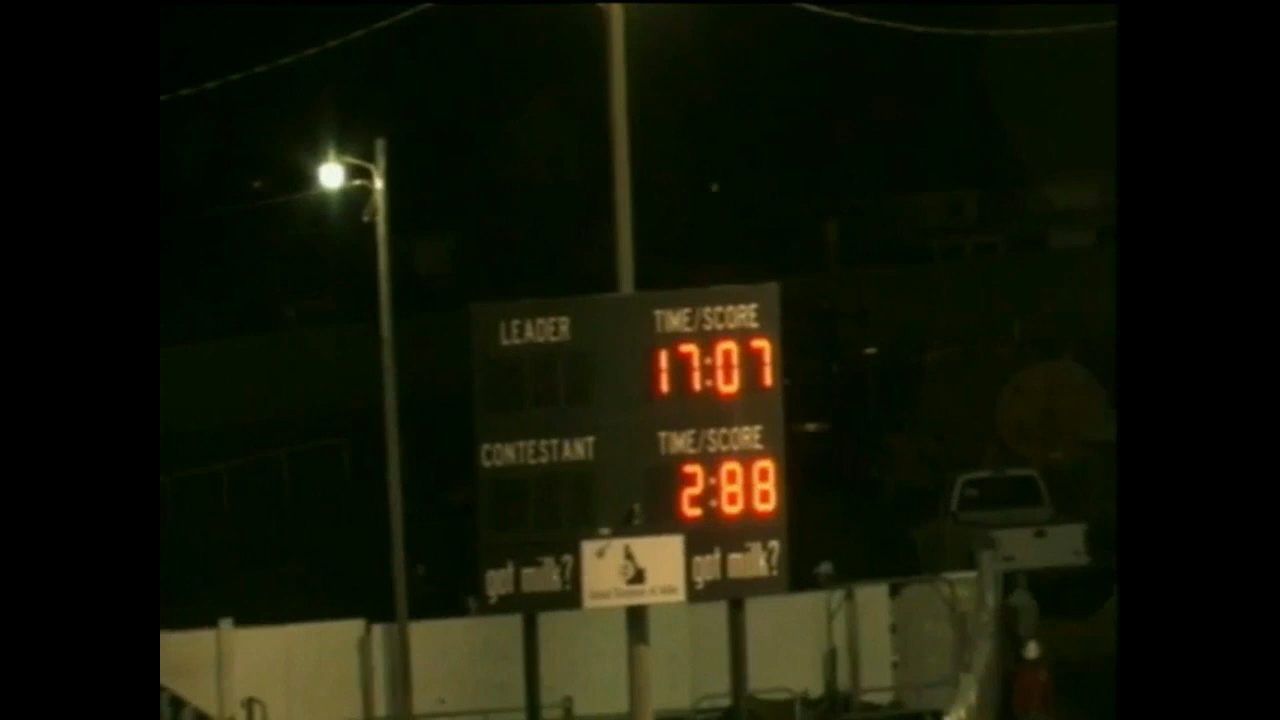 LEADER TIME/SCORE
17:07
CONTESTANT TIME/SCORE
2:88
got milk? got milk?